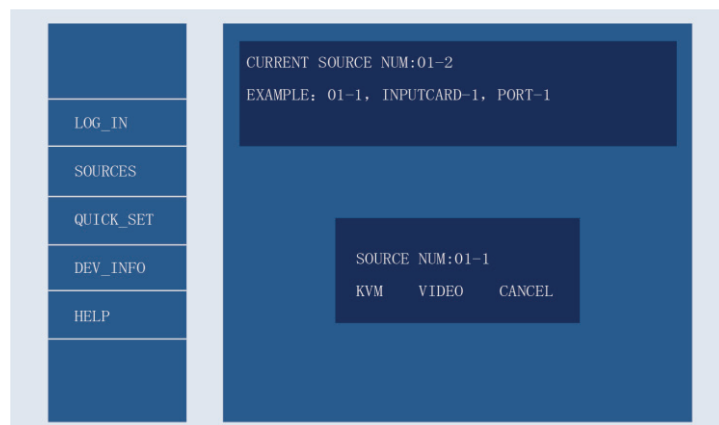 LOG_IN
SOURCES
QUICK_SET
DEV_INFO
HELP
CURRENT SOURCE NUM:01-2
EXAMPLE: 01-1, INPUTCARD-1, PORT-1
SOURCE NUM:01-1
KVM VIDEO CANCEL